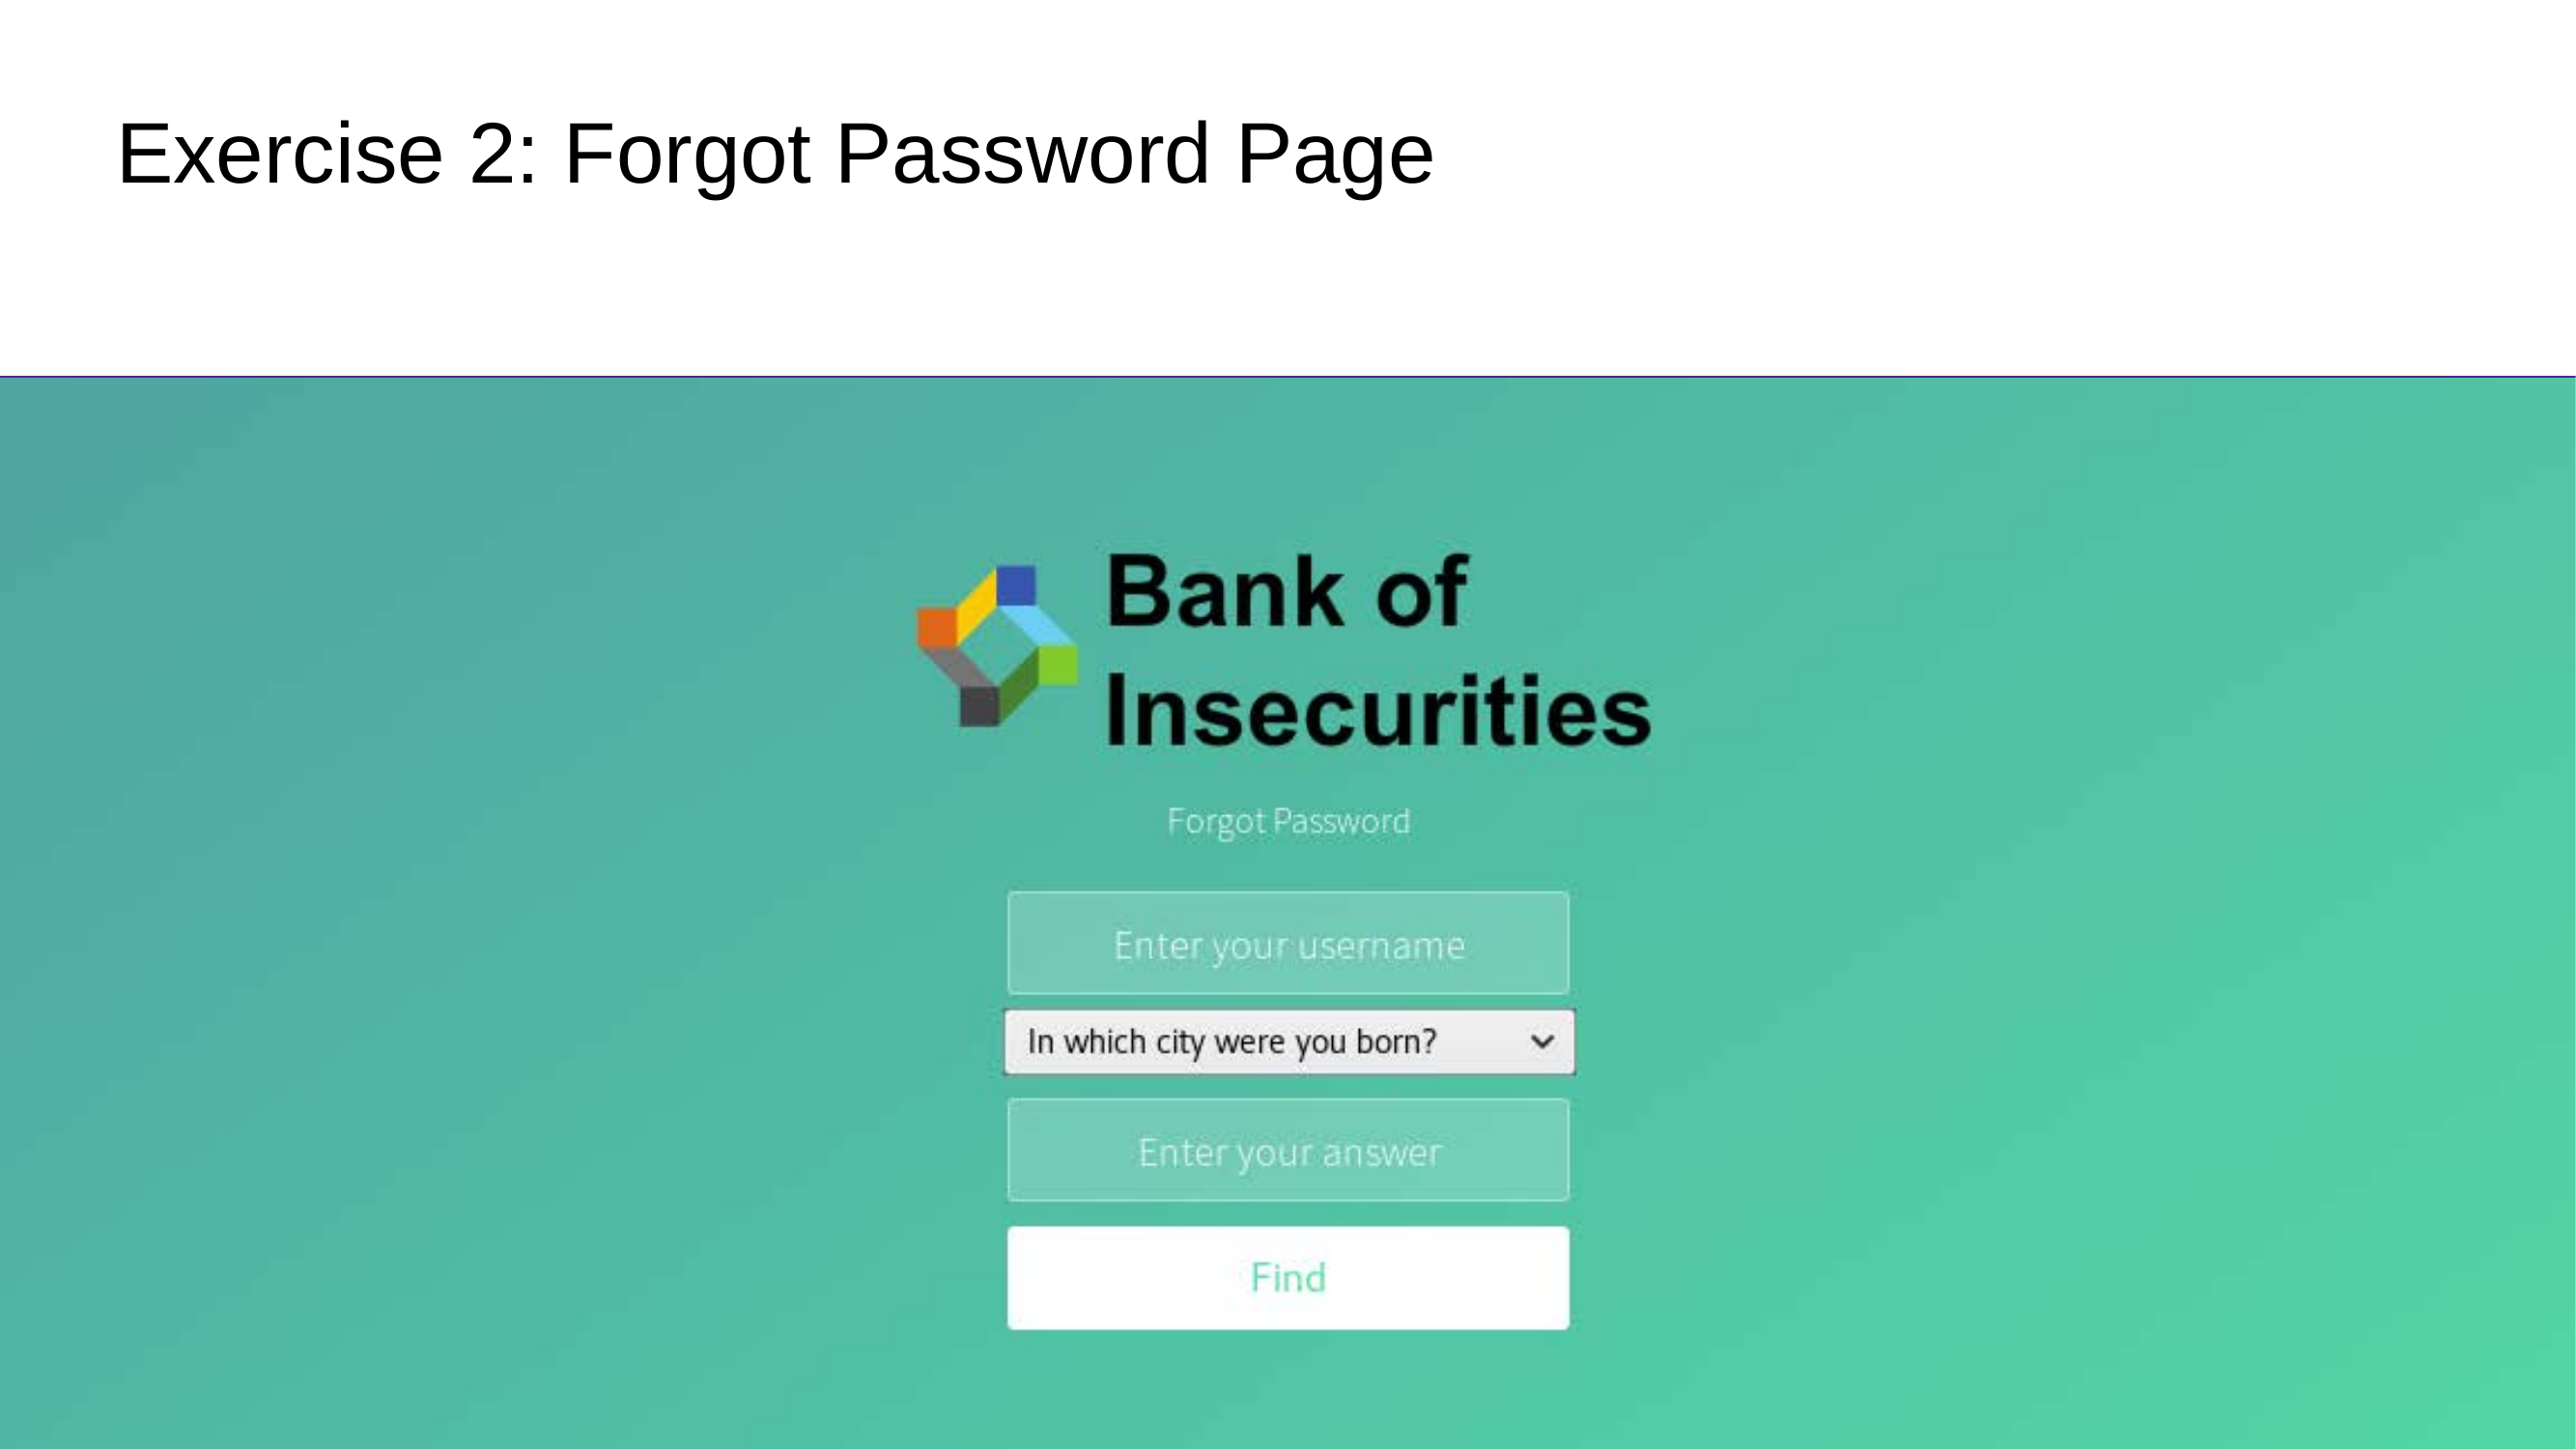 Exercise 2: Forgot Password Page
Bank of
Insecurities
Forgot Password
Enter your username
In which city were you born?
Enter your answer
Find